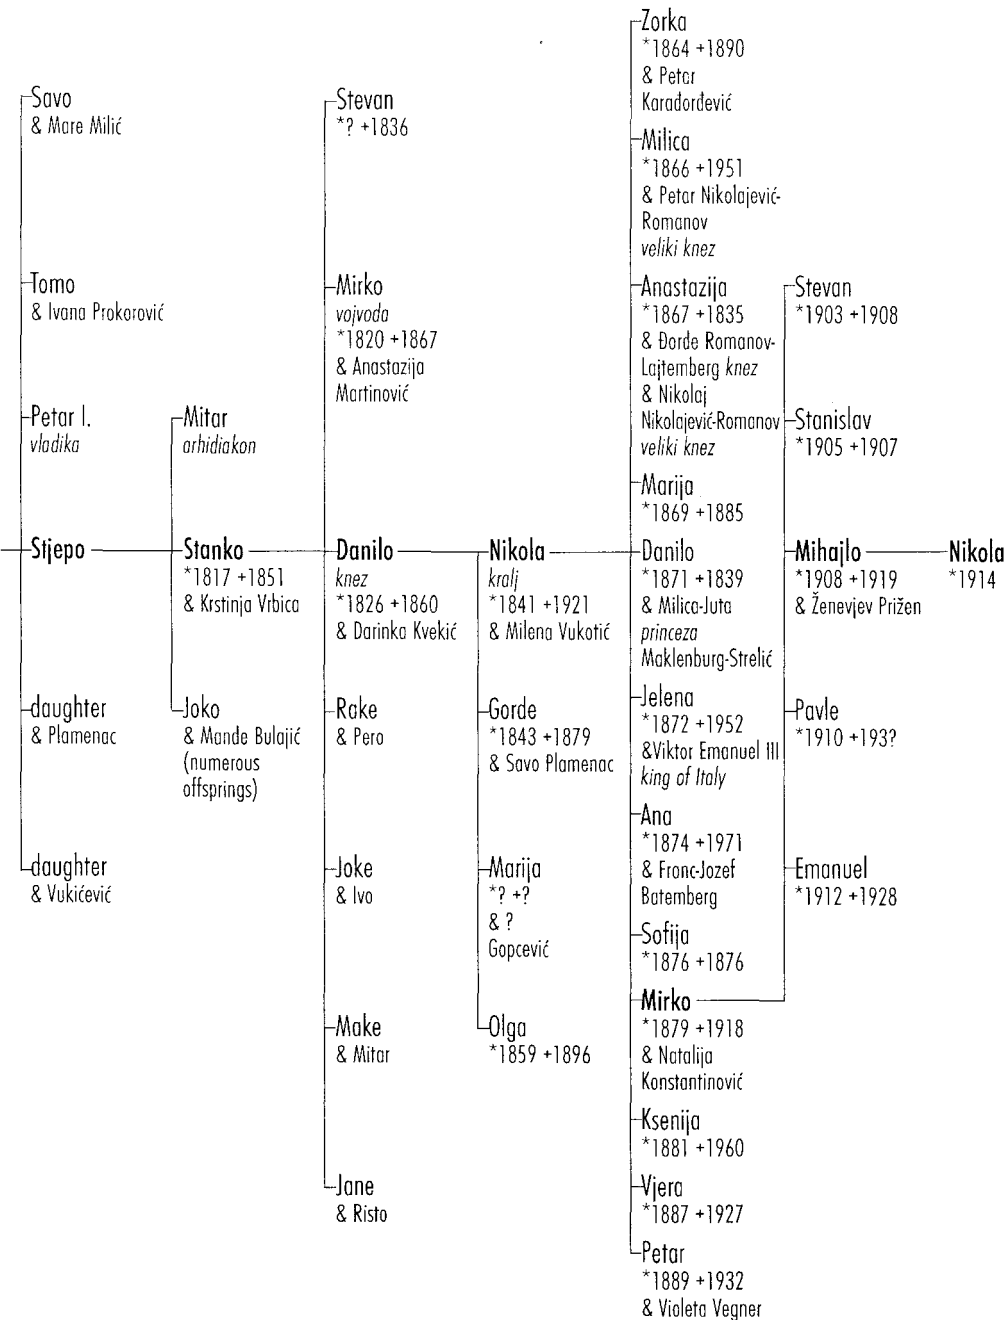 Savo
& Mare Milić
Tomo
& Ivana Prokorović
Petar I.
vladika
Stjepo
daughter
& Plamenac
daughter
& Vukićević
Mitar
arhidiakon
Stanko
*1817 +1851
& Krstinja Vrbica
Joko
& Mande Bulajić
(numerous
offsprings)
Stevan
*? +1836
Mirko
vojvoda
*1820 +1867
& Anastazija
Martinović
Danilo
knez
*1826 +1860
& Darinka Kvekić
Rake
& Pero
Joke
& Ivo
Make
& Mitar
Jane
& Risto
Nikola
kralj
*1841 +1921
& Milena Vukotić
Gorde
*1843 +1879
& Savo Plamenac
Marija
*? +?
& ?
Gopcević
Olga
*1859 +1896
Zorka
*1864 +1890
& Petar
Karađorđević
Milica
*1866 +1951
& Petar Nikolajević-
Romanov
veliki knez
Anastazija
*1867 +1835
& Đorđe Romanov-
Lajtemberg knez
& Nikolaj
Nikolajević-Romanov
veliki knez
Marija
*1869 +1885
Danilo
*1871 +1839
& Milica-Juta
princeza
Maklenburg-Strelić
Jelena
*1872 +1952
&Viktor Emanuel III
king of Italy
Ana
*1874 +1971
& Franc-Jozef
Batemberg
Sofija
*1876 +1876
Mirko
*1879 +1918
& Natalija
Konstantinović
Ksenija
*1881 +1960
Vjera
*1887 +1927
Petar
*1889 +1932
& Violeta Vegner
Stevan
*1903 +1908
Stanislav
*1905 +1907
Mihajlo
*1908 +1919
& Ženevjev Prižen
Pavle
*1910 +193?
Emanuel
*1912 +1928
Nikola
*1914